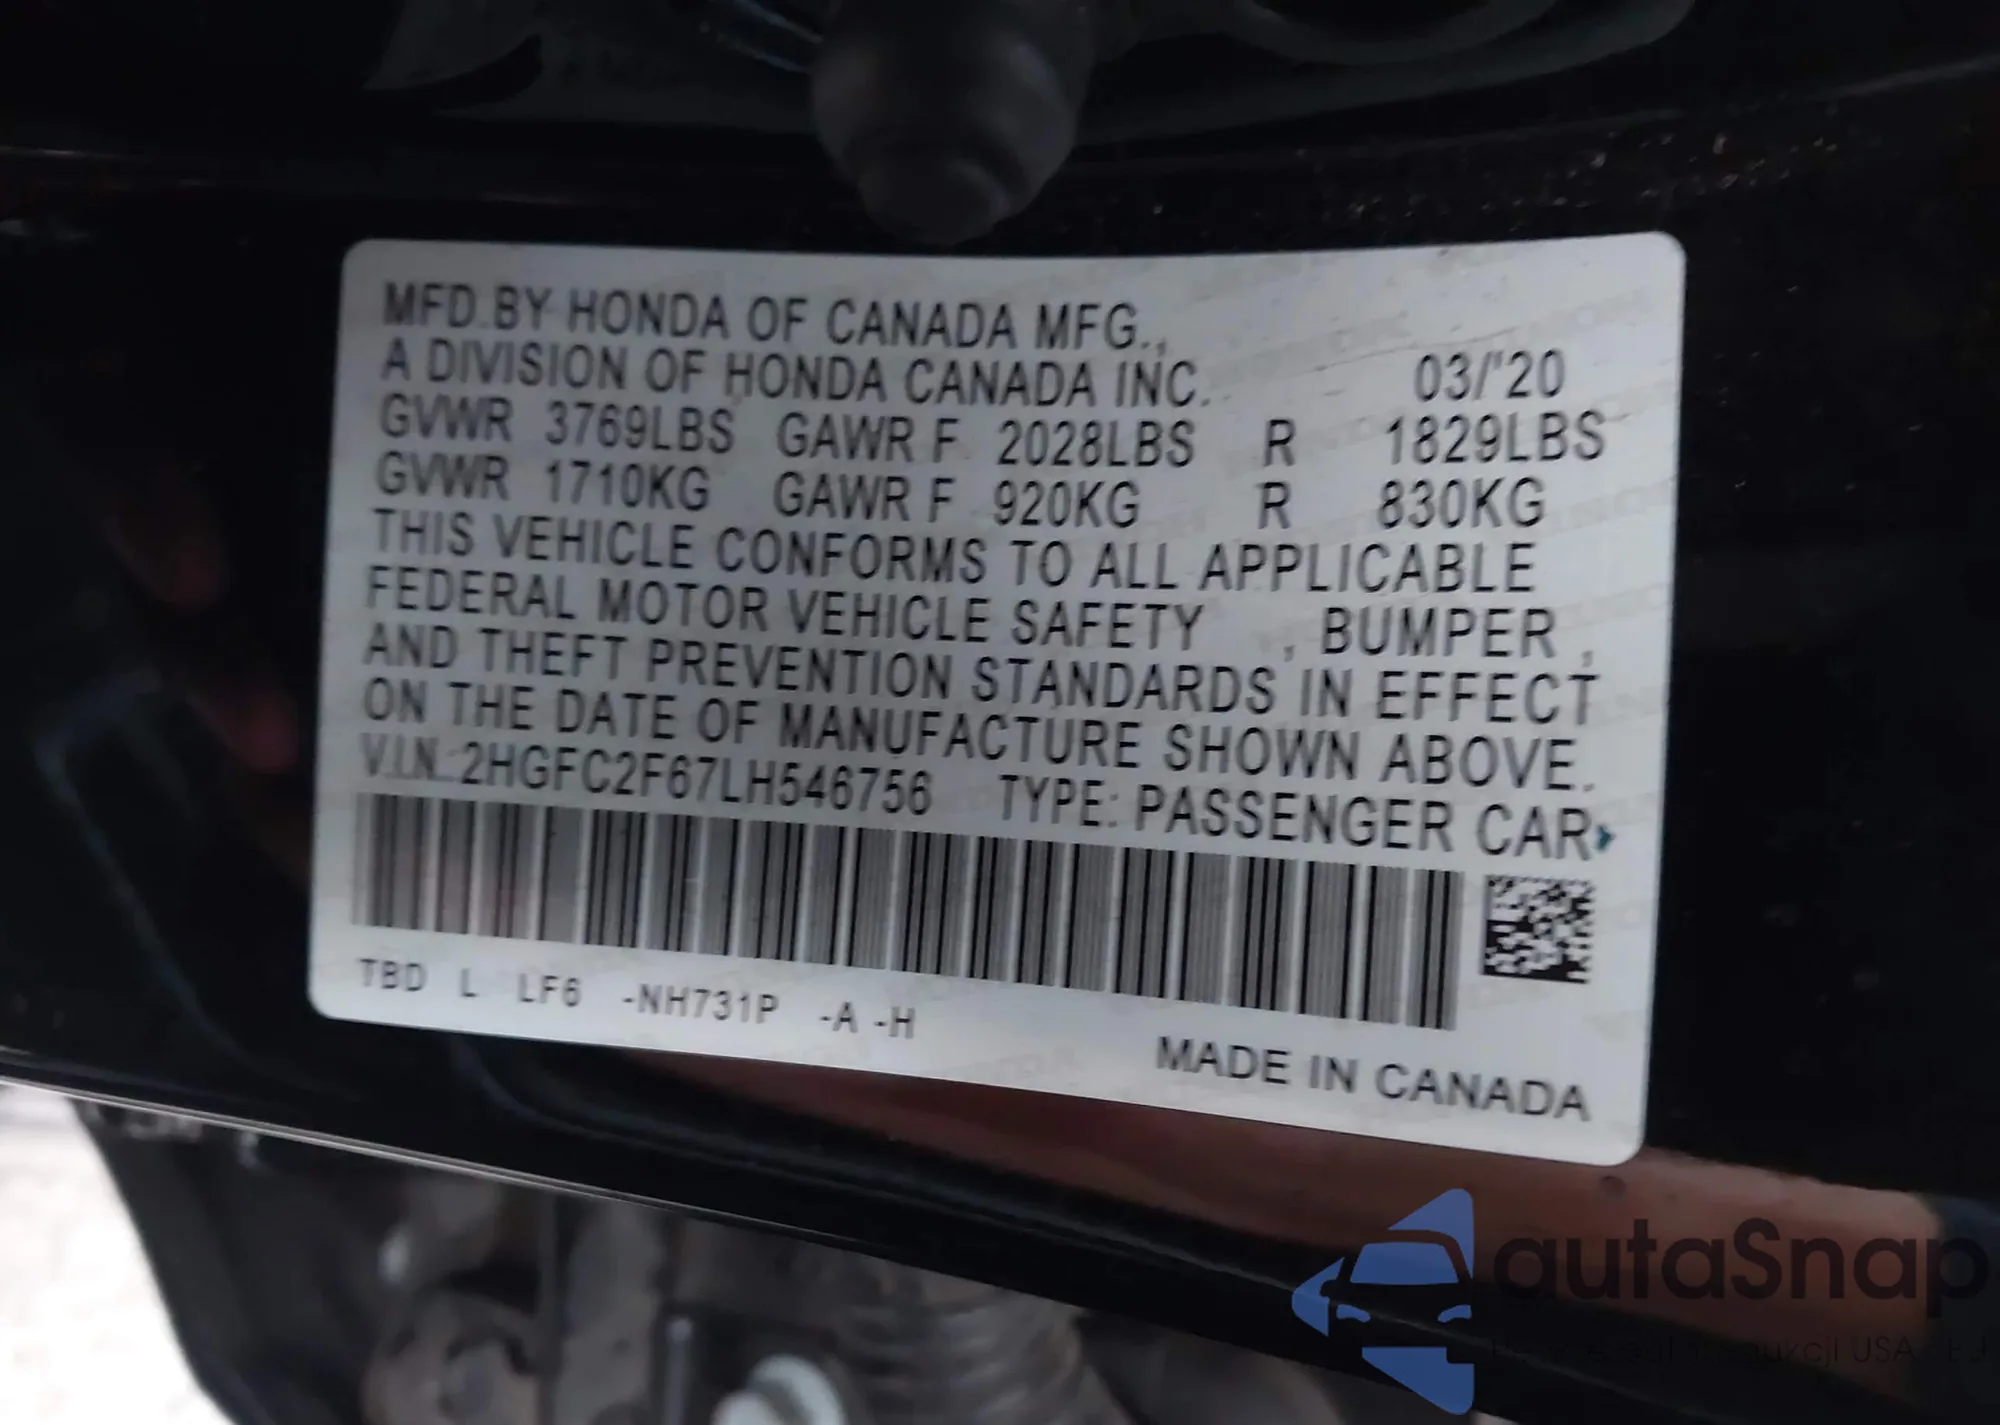 MFD.BY HONDA OF CANADA MFG.,
A DIVISION OF HONDA CANADA INC. 03/'20
GVWR 3769LBS GAWR F 2028LBS R 1829LBS
GVWR 1710KG GAWR F 920KG R 830KG
THIS VEHICLE CONFORMS TO ALL APPLICABLE
FEDERAL MOTOR VEHICLE SAFETY , BUMPER ,
AND THEFT PREVENTION STANDARDS IN EFFECT
ON THE DATE OF MANUFACTURE SHOWN ABOVE.
V.I.N. 2HGFC2F67LH546756 TYPE: PASSENGER CAR
TBD L LF6 -NH731P -A -H
MADE IN CANADA
autaSnap
USA